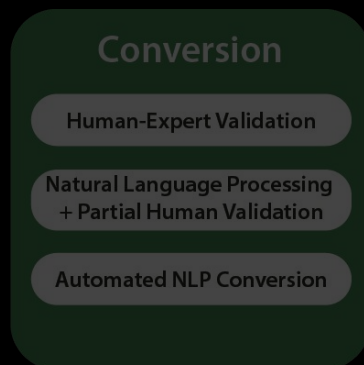 Conversion
Human-Expert Validation
Natural Language Processing
+ Partial Human Validation
Automated NLP Conversion